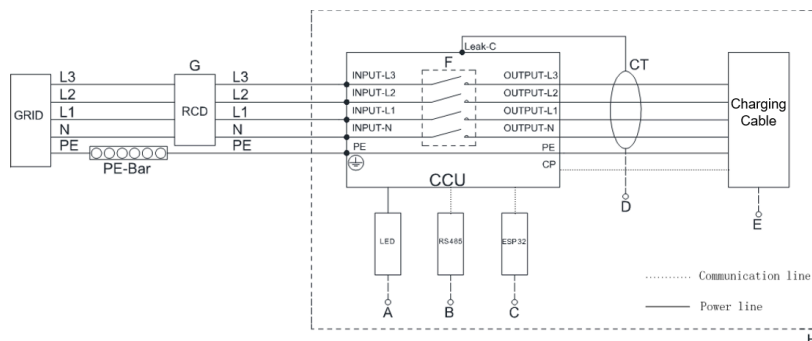 Leak-C
G
F
CT
L3
L3
INPUT-L3
OUTPUT-L3
L2
L2
INPUT-L2
OUTPUT-L2
GRID
RCD
Charging
Cable
L1
L1
INPUT-L1
OUTPUT-L1
N
N
INPUT-N
OUTPUT-N
PE
PE
PE
PE
PE-Bar
CP
CCU
D
E
LED
RS485
ESP32
A
B
C
Communication line
Power line